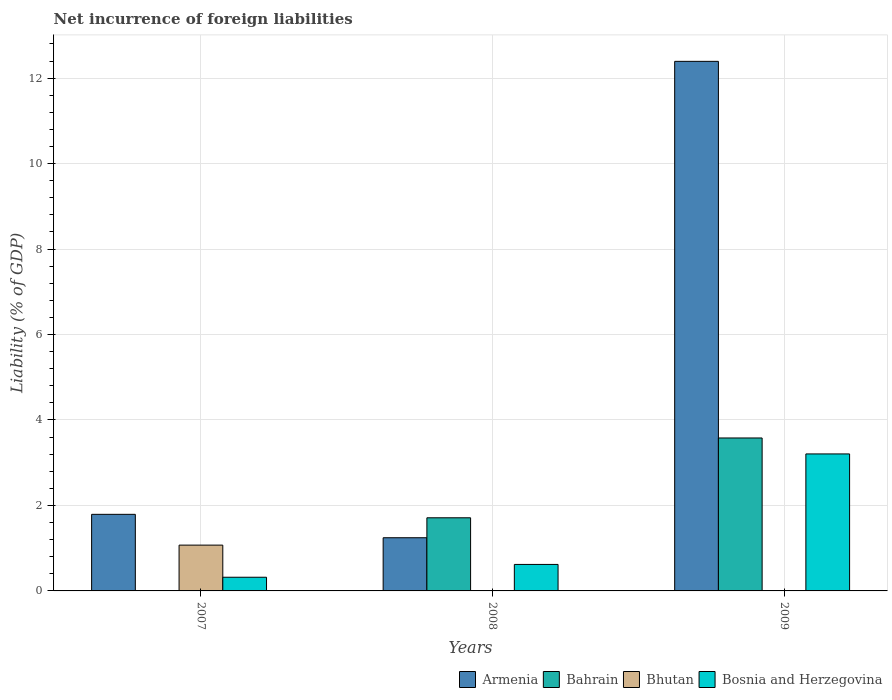 Net incurrence of foreign liabilities
Liability (% of GDP)
12
10
8
6
4
2
0
2007
2008
2009
Years
Armenia
Bahrain
Bhutan
Bosnia and Herzegovina